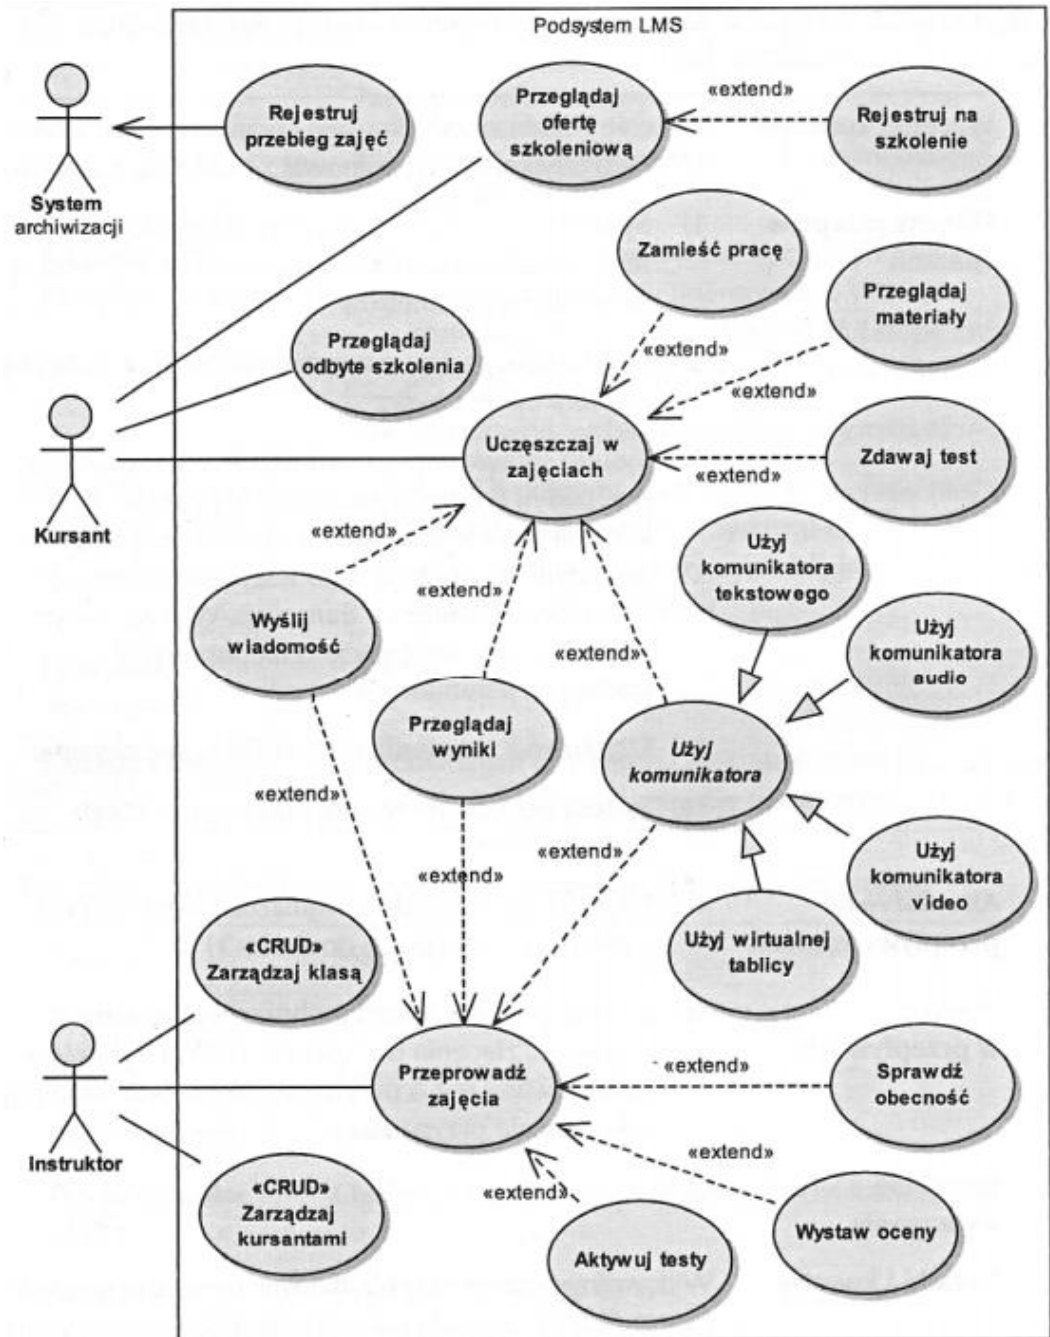 Podsystem LMS
Rejestruj
przebieg zajęć
Przeglądaj
ofertę
szkoleniową
«extend»
Rejestruj na
szkolenie
System
archiwizacji
Zamieść pracę
Przeglądaj
materiały
Przeglądaj
odbyte szkolenia
«extend»
«extend»
Kursant
Uczęszczaj w
zajęciach
«extend»
Zdawaj test
«extend»
Użyj
komunikatora
tekstowego
«extend»
Wyślij
wiadomość
Użyj
komunikatora
audio
«extend»
Przeglądaj
wyniki
Użyj
komunikatora
«extend»
«extend»
«extend»
Użyj
komunikatora
video
Użyj wirtualnej
tablicy
«CRUD»
Zarządzaj klasą
Przeprowadź
zajęcia
«extend»
Sprawdź
obecność
Instruktor
«CRUD»
Zarządzaj
kursantami
«extend»
«extend»
Aktywuj testy
Wystaw oceny